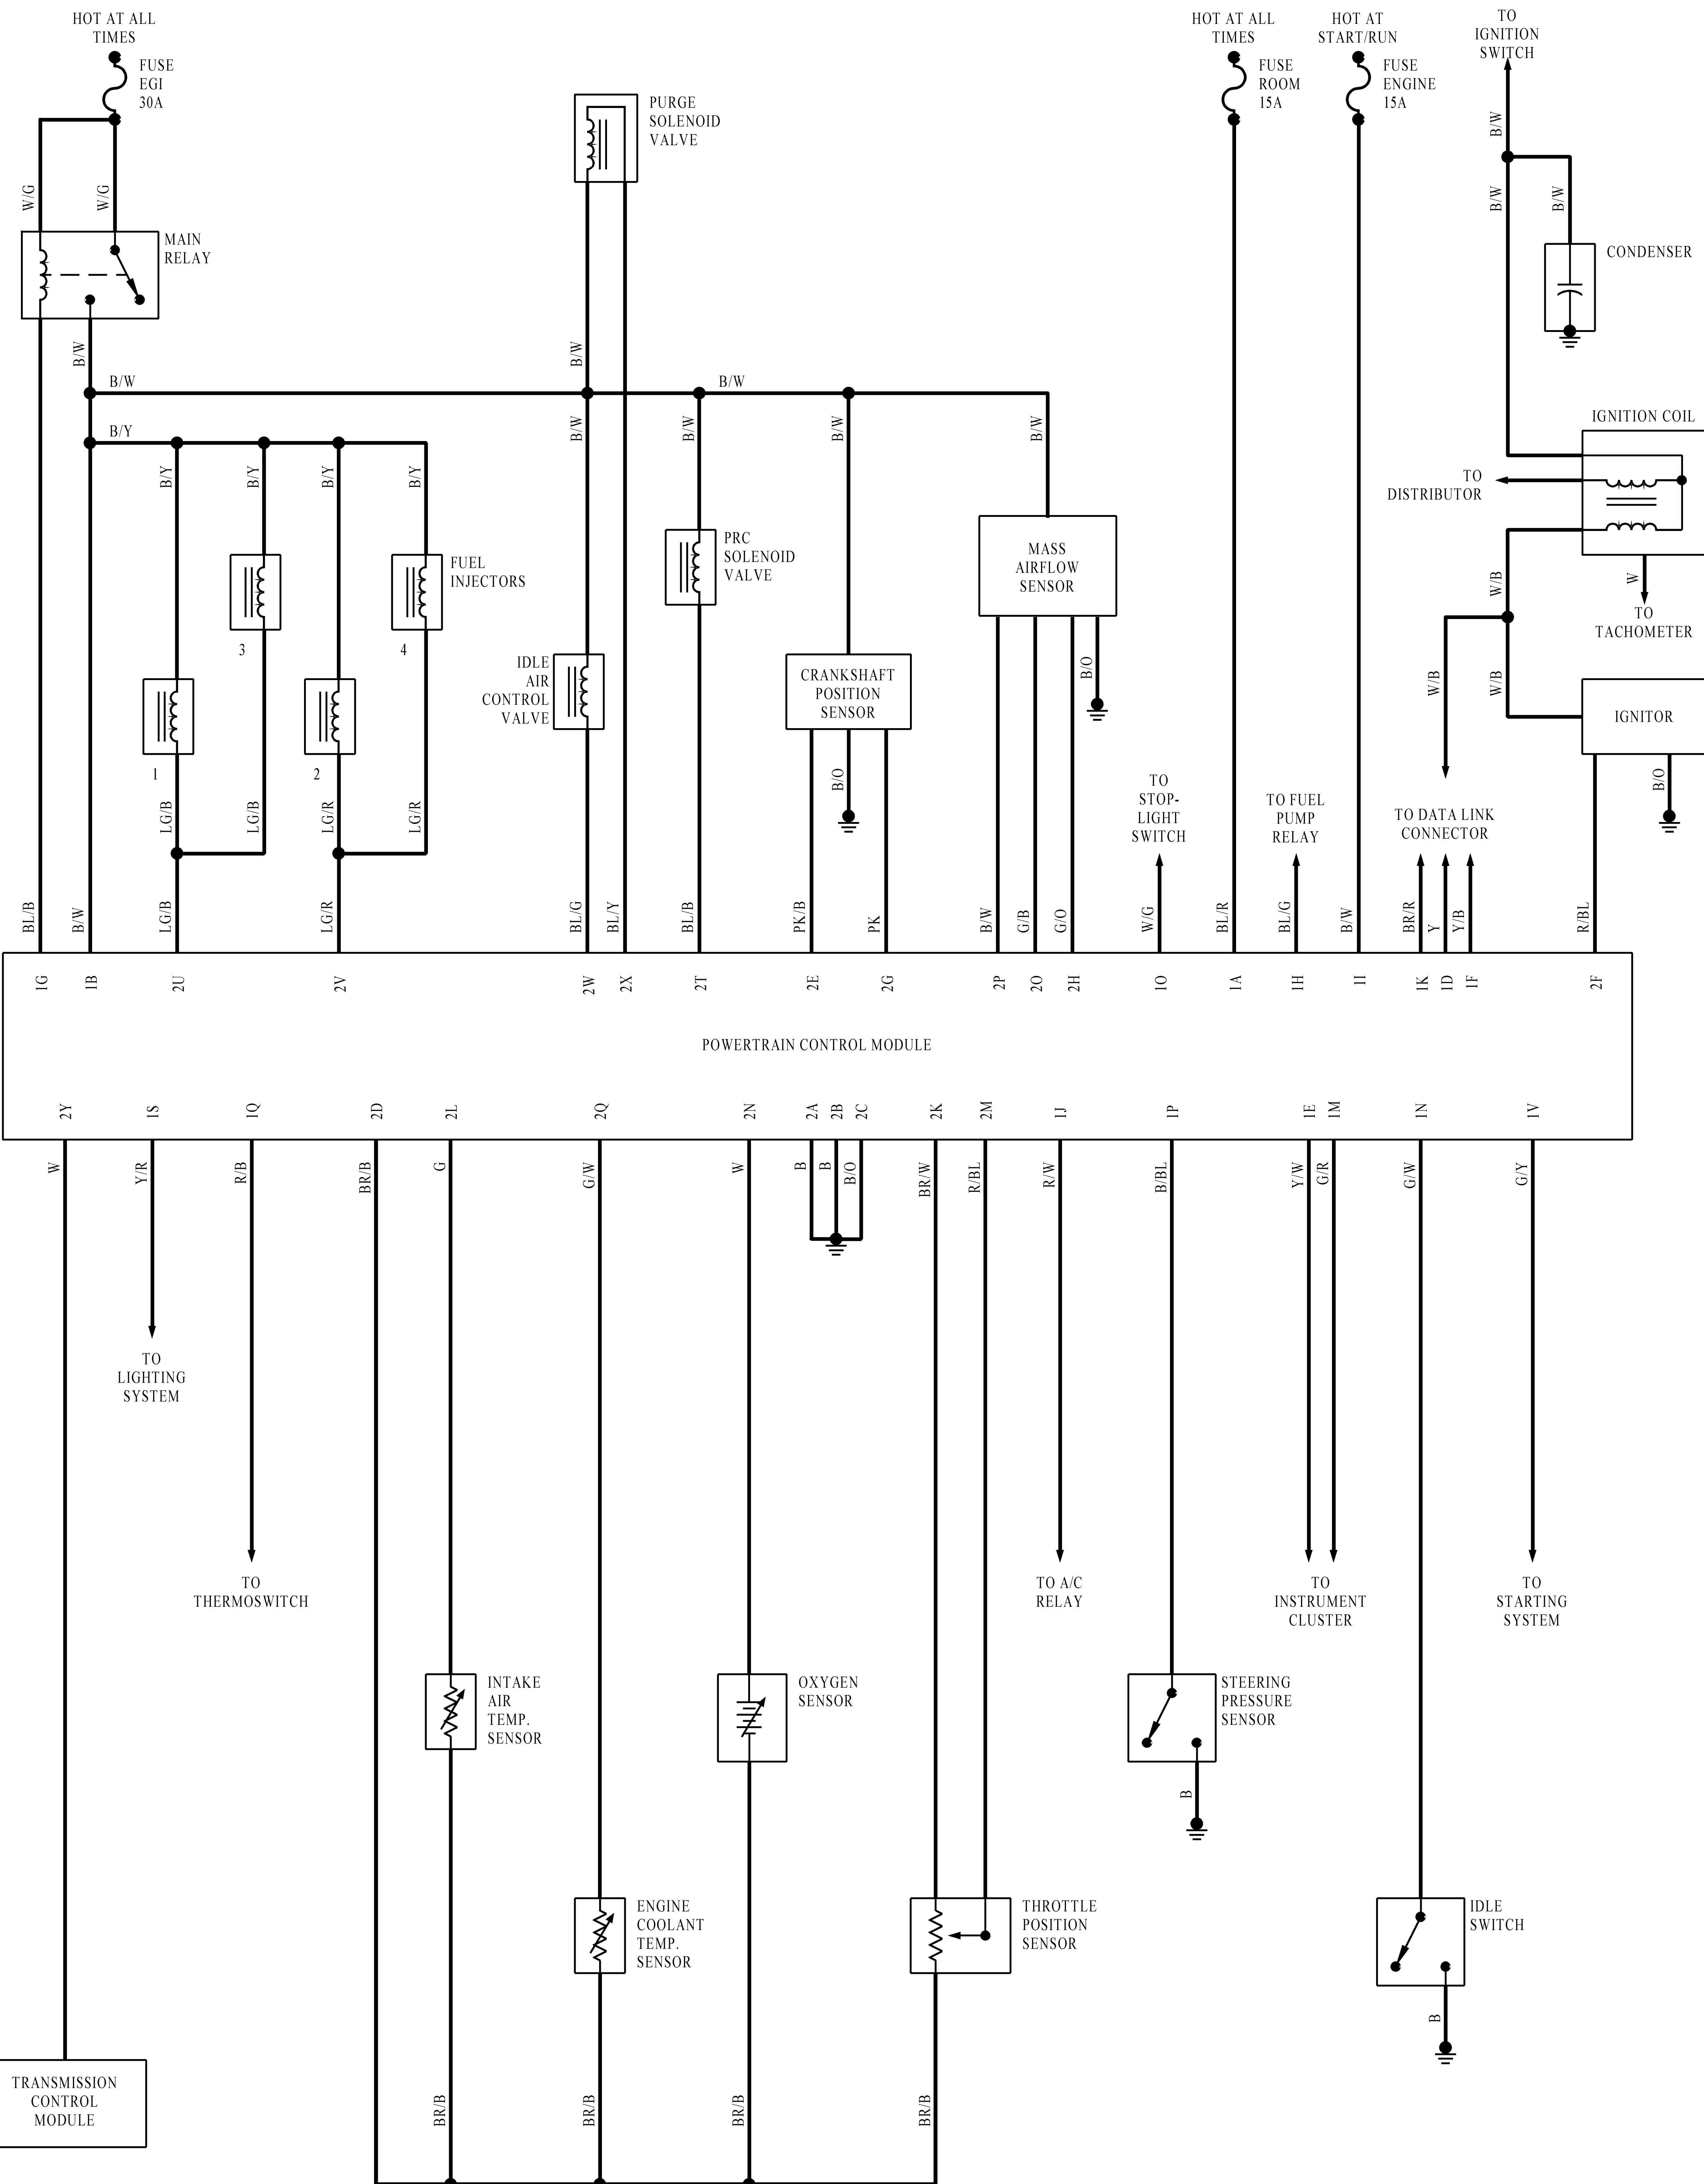 HOT AT ALL
TIMES
FUSE
EGI
30A
HOT AT ALL
TIMES
FUSE
ROOM
15A
HOT AT
START/RUN
FUSE
ENGINE
15A
TO
IGNITION
SWITCH
PURGE
SOLENOID
VALVE
B/W
W/G
W/G
B/W
B/W
MAIN
RELAY
CONDENSER
B/W
B/W
B/W
B/W
B/Y
B/W
B/W
B/W
B/W
IGNITION COIL
B/Y
B/Y
B/Y
B/Y
TO
DISTRIBUTOR
PRC
SOLENOID
VALVE
MASS
AIRFLOW
SENSOR
FUEL
INJECTORS
W/B
W
TO
TACHOMETER
3
4
IDLE
AIR
CONTROL
VALVE
CRANKSHAFT
POSITION
SENSOR
B/O
W/B
W/B
IGNITOR
1
2
LG/B
LG/B
LG/R
LG/R
B/O
TO
STOP-
LIGHT
SWITCH
TO FUEL
PUMP
RELAY
TO DATA LINK
CONNECTOR
B/O
BL/B
B/W
LG/B
LG/R
BL/G
BL/Y
BL/B
PK/B
PK
B/W
G/B
G/O
W/G
BL/R
BL/G
B/W
BR/R
Y
Y/B
R/BL
1G
1B
2U
2V
2W
2X
2T
2E
2G
2P
2O
2H
1O
1A
1H
1I
1K
1D
1F
2F
POWERTRAIN CONTROL MODULE
2Y
1S
1Q
2D
2L
2Q
2N
2A
2B
2C
2K
2M
1J
1P
1E
1M
1N
1V
W
Y/R
R/B
BR/B
G
G/W
W
B
B
B/O
BR/W
R/BL
R/W
B/BL
Y/W
G/R
G/W
G/Y
TO
LIGHTING
SYSTEM
TO
THERMOSWITCH
TO A/C
RELAY
TO
INSTRUMENT
CLUSTER
TO
STARTING
SYSTEM
INTAKE
AIR
TEMP.
SENSOR
OXYGEN
SENSOR
STEERING
PRESSURE
SENSOR
B
ENGINE
COOLANT
TEMP.
SENSOR
THROTTLE
POSITION
SENSOR
IDLE
SWITCH
B
TRANSMISSION
CONTROL
MODULE
BR/B
BR/B
BR/B
BR/B